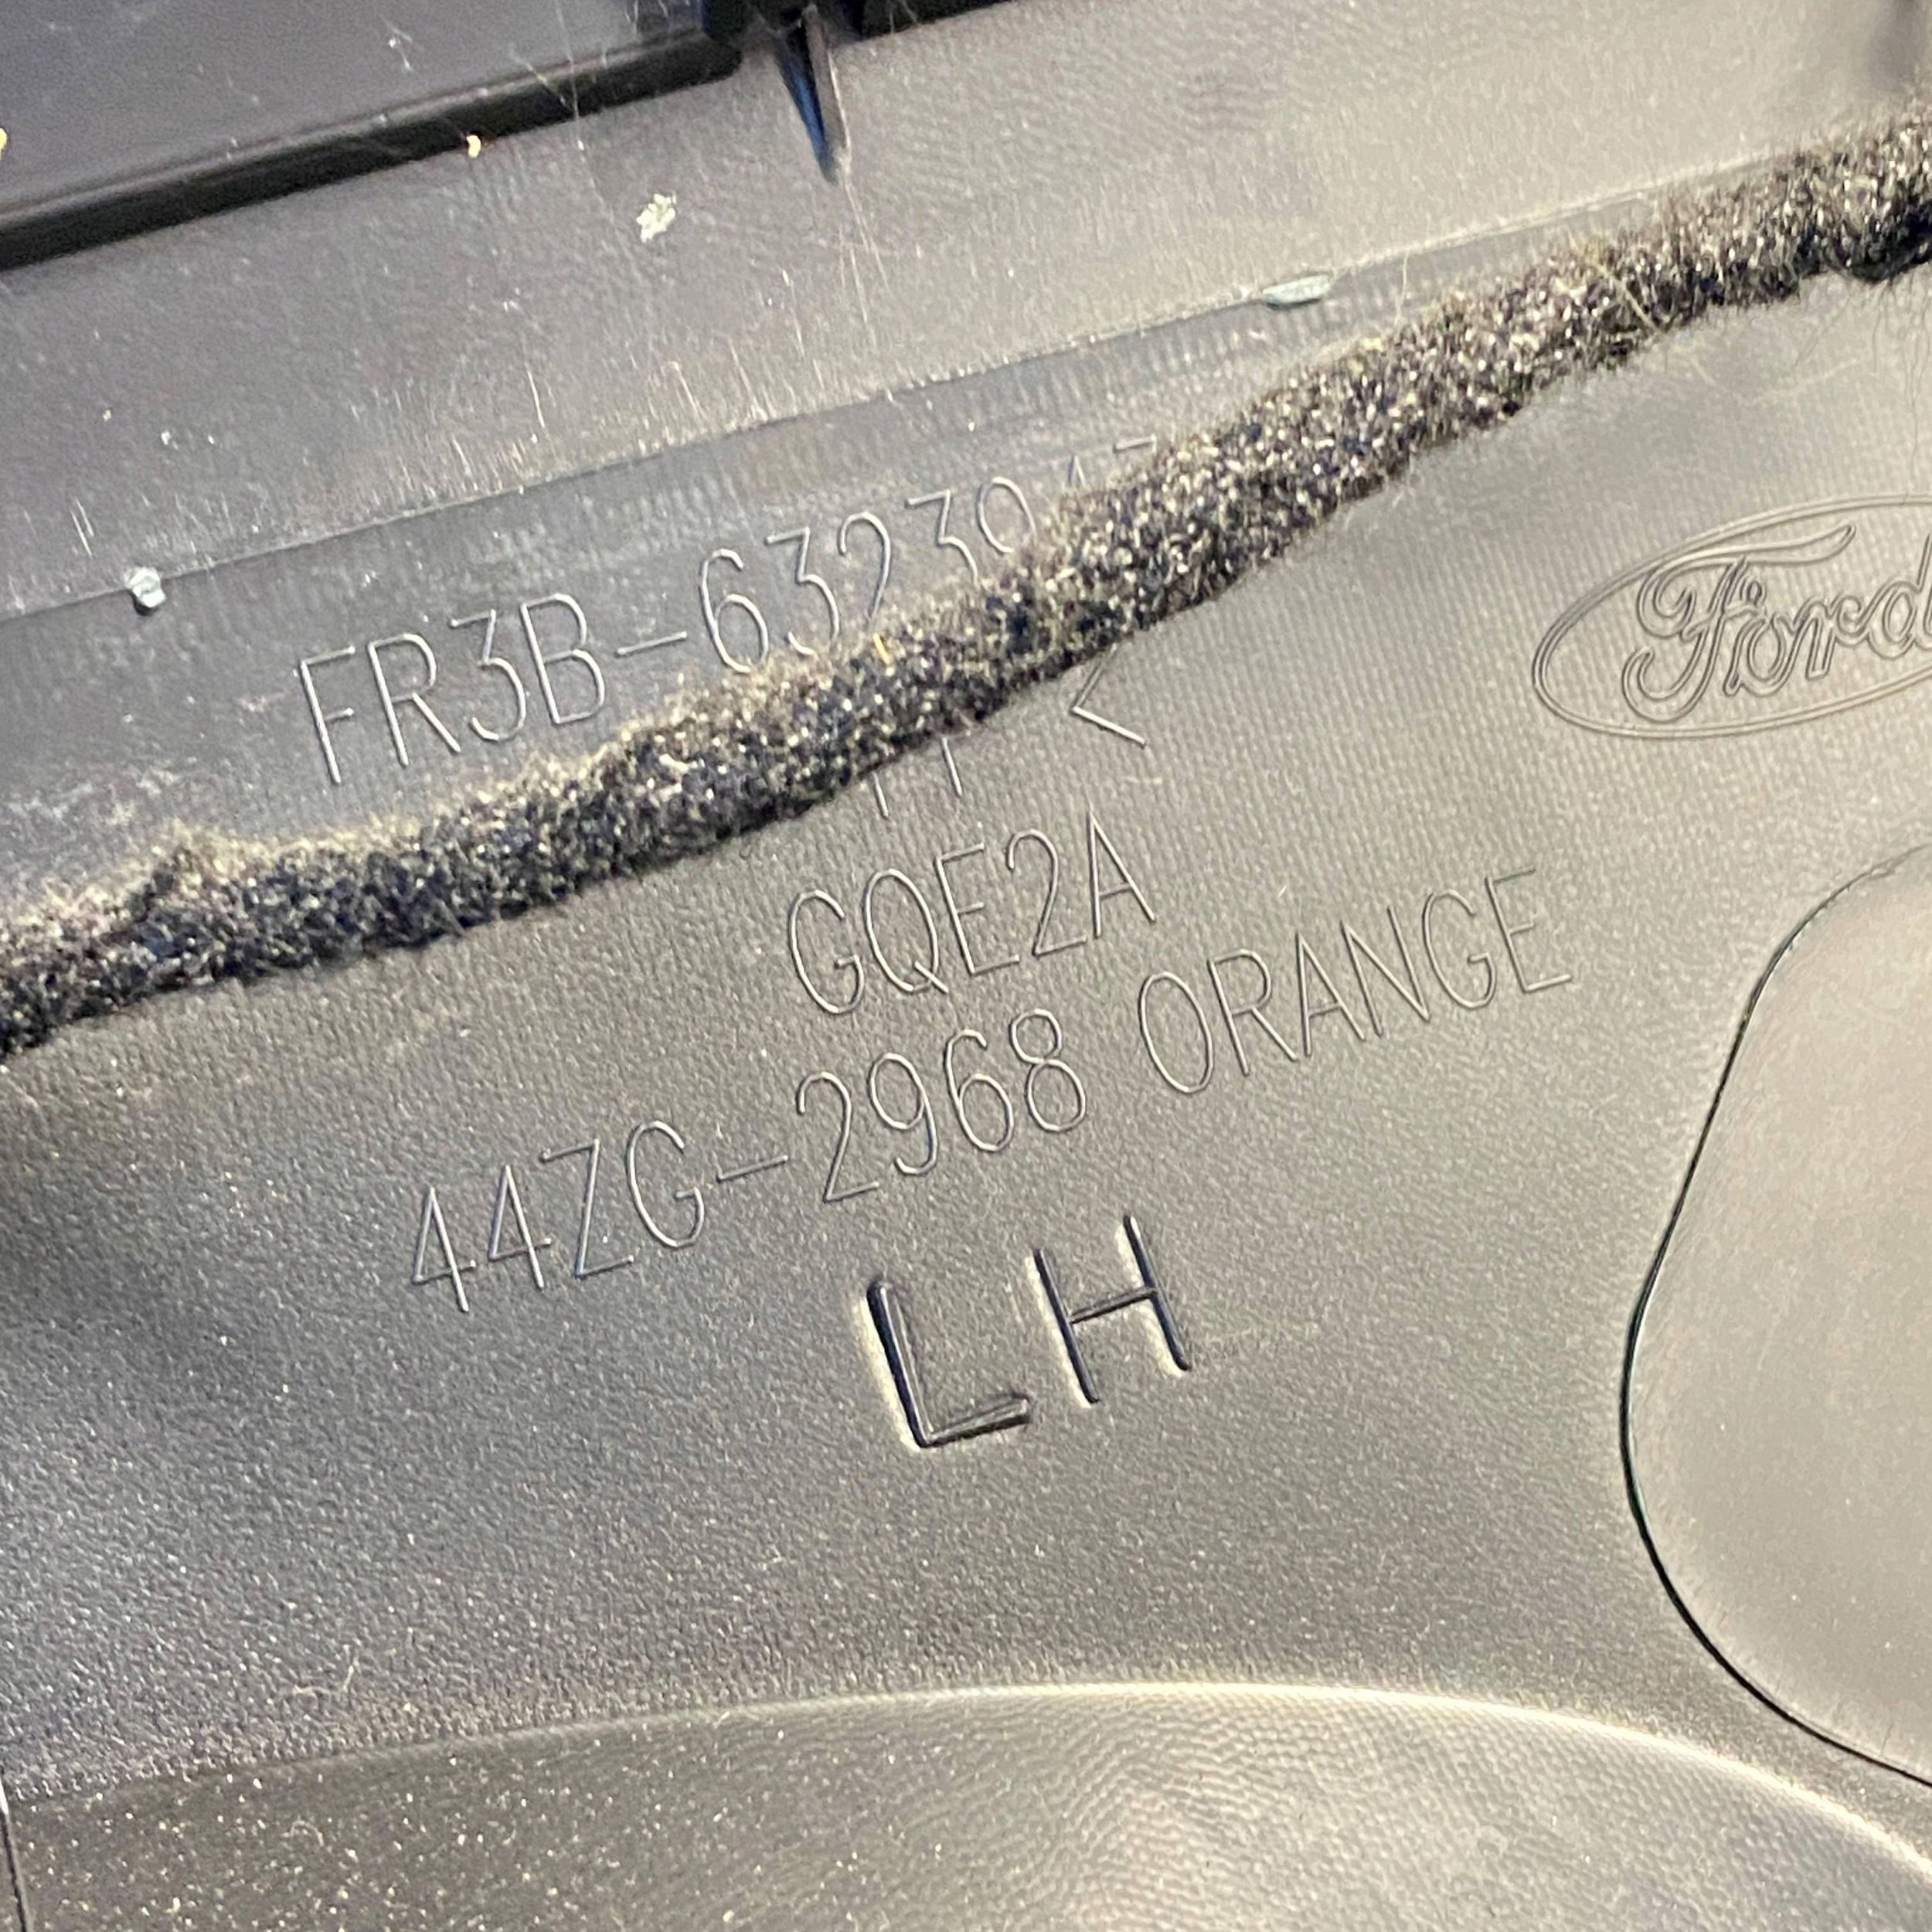 FR3B-63239
GQE2A
44ZG-2968 ORANGE
LH
Ford